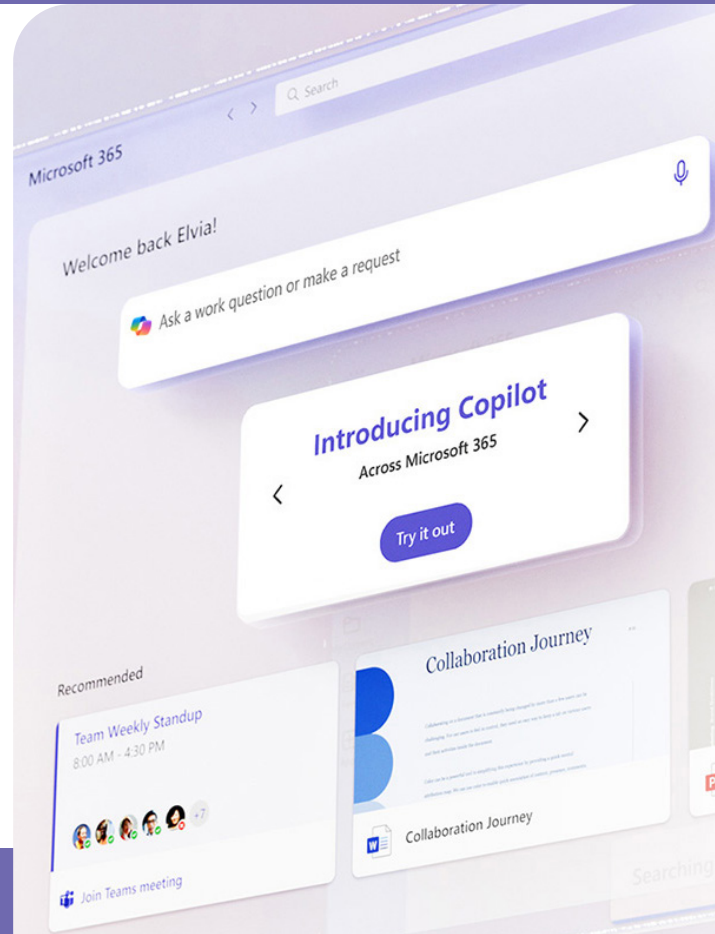 Search
Microsoft 365
Welcome back Elvia!
Ask a work question or make a request
Introducing Copilot
Across Microsoft 365
Try it out
Recommended
Team Weekly Standup
8:00 AM - 4:30 PM
+7
Join Teams meeting
Collaboration Journey
W
Collaboration Journey
P
Searching